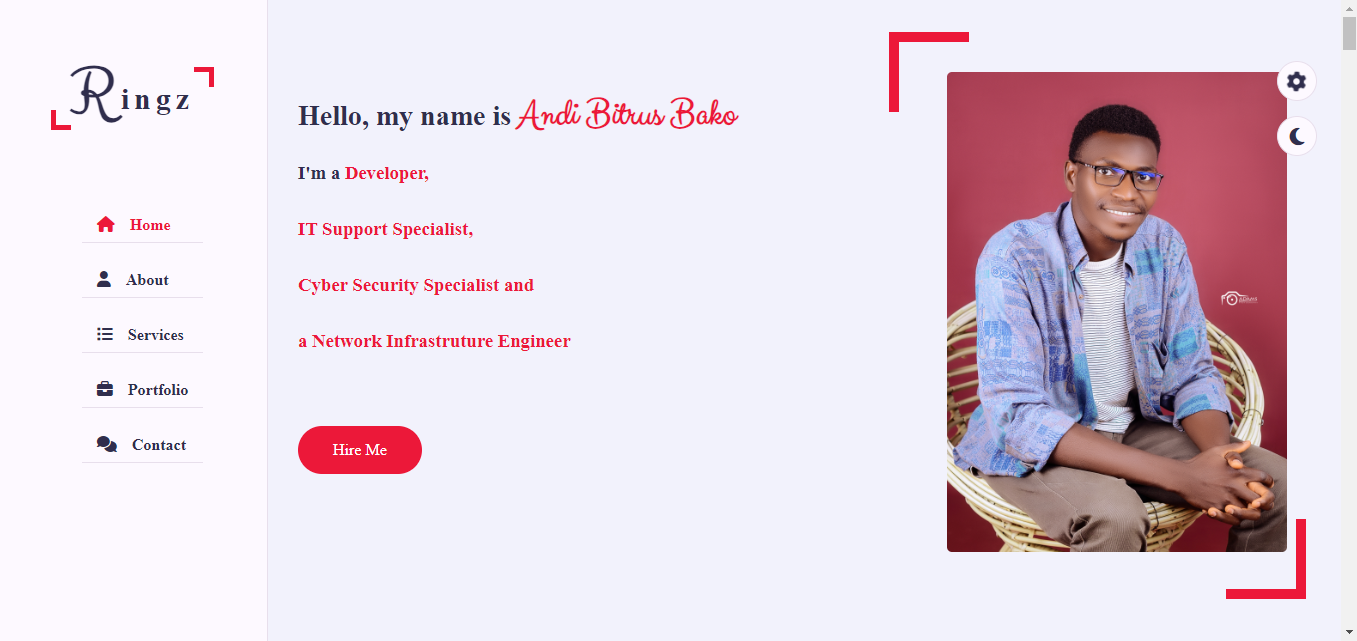 Ringz
Home
About
Services
Portfolio
Contact
Hello, my name is Andi Bitrus Bako
I'm a Developer,
IT Support Specialist,
Cyber Security Specialist and
a Network Infrastruture Engineer
Hire Me